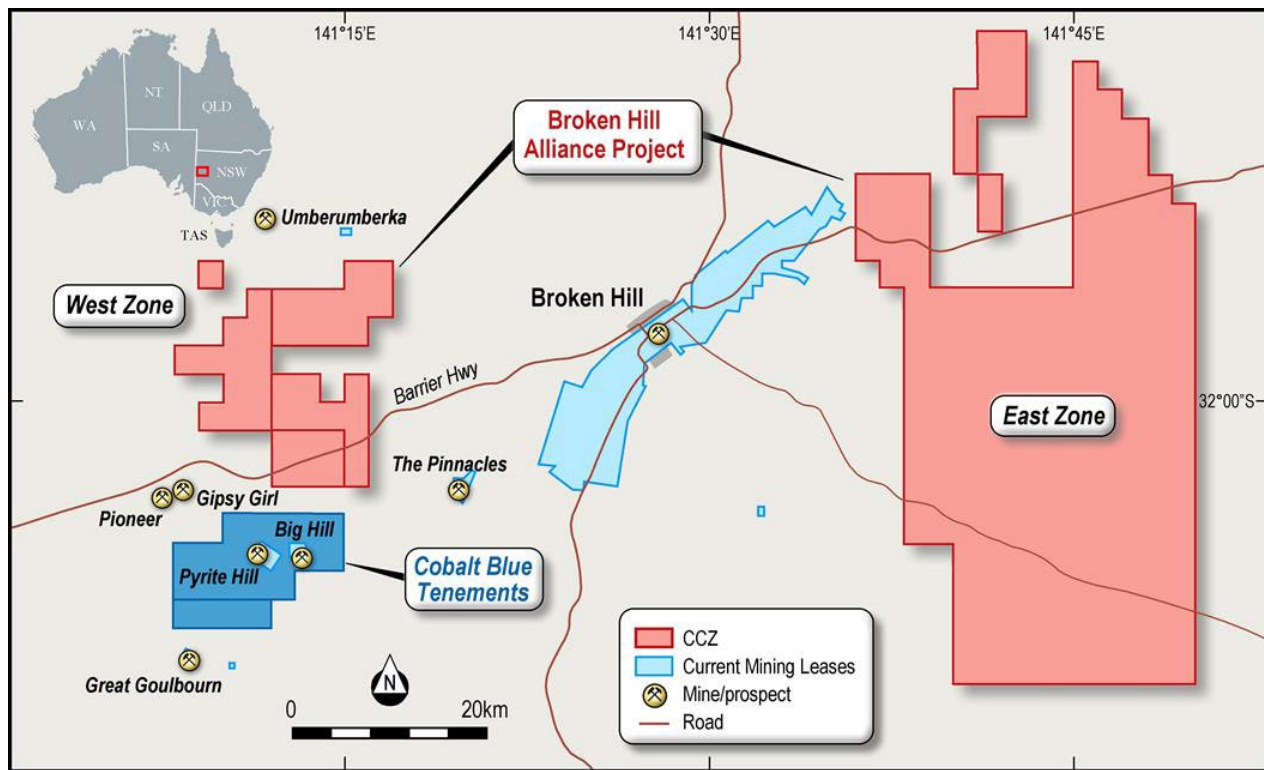 141°15'E
141°30'E
141°45'E
WA
NT
QLD
SA
NSW
VIC
TAS
Broken Hill
Alliance Project
Umberumberka
West Zone
Broken Hill
Barrier Hwy
32°00"S
East Zone
The Pinnacles
Gipsy Girl
Pioneer
Big Hill
Pyrite Hill
Cobalt Blue
Tenements
Great Goulbourn
N
0 20km
CCZ
Current Mining Leases
Mine/prospect
Road